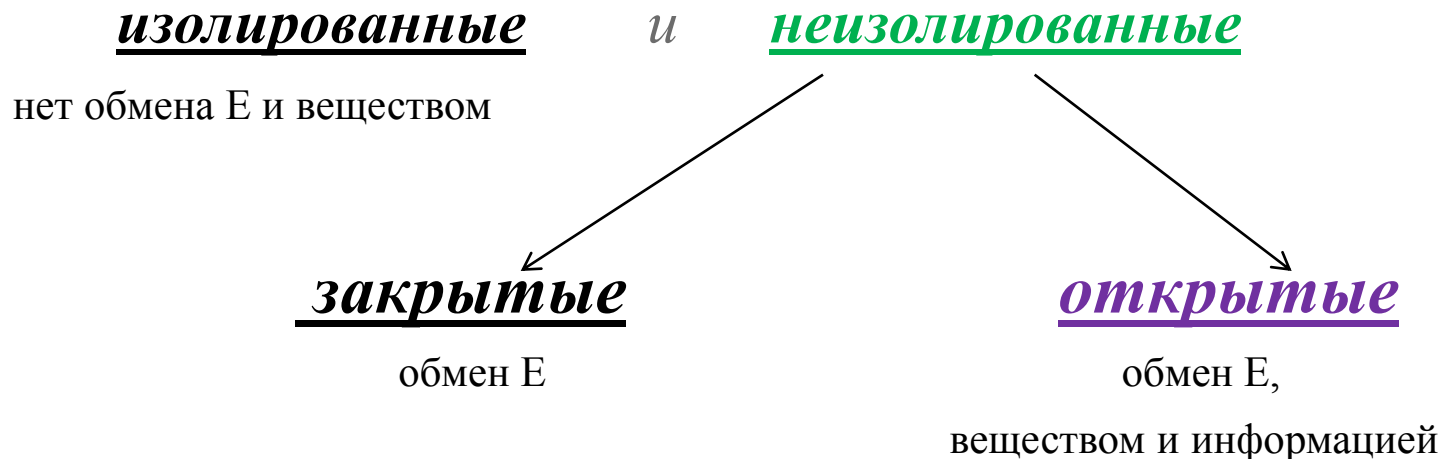 изолированные и неизолированные
нет обмена Е и веществом
закрытые открытые
обмен Е обмен Е,
веществом и информацией